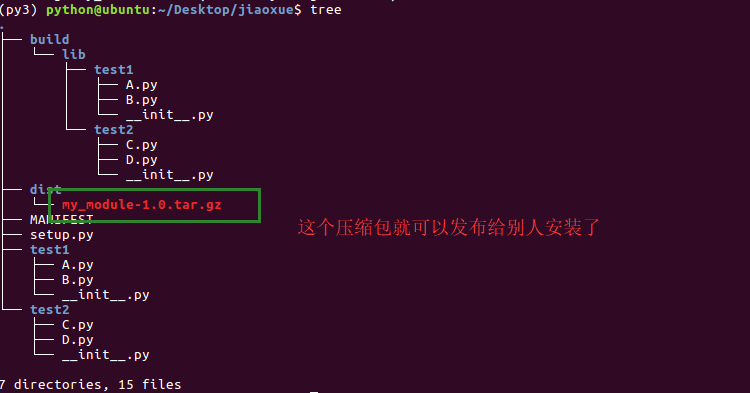 (py3) python@ubuntu:~/Desktop/jiaoxue$ tree
.
├── build
│   └── lib
│       ├── test1
│       │   ├── A.py
│       │   ├── B.py
│       │   └── __init__.py
│       └── test2
│           ├── C.py
│           ├── D.py
│           └── __init__.py
├── dist
│   └── my_module-1.0.tar.gz
├── MANIFEST
├── setup.py 这个压缩包就可以发布给别人安装了
├── test1
│   ├── A.py
│   ├── B.py
│   └── __init__.py
└── test2
    ├── C.py
    ├── D.py
    └── __init__.py
7 directories, 15 files